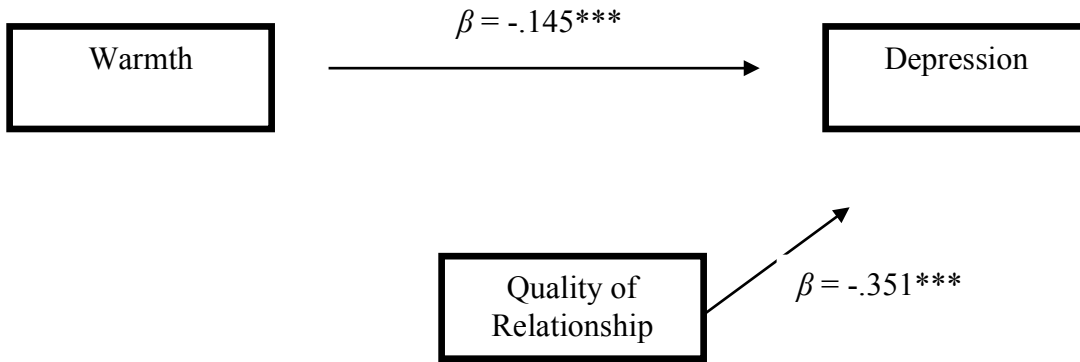 β = -.145***
Warmth
Depression
Quality of
Relationship
β = -.351***